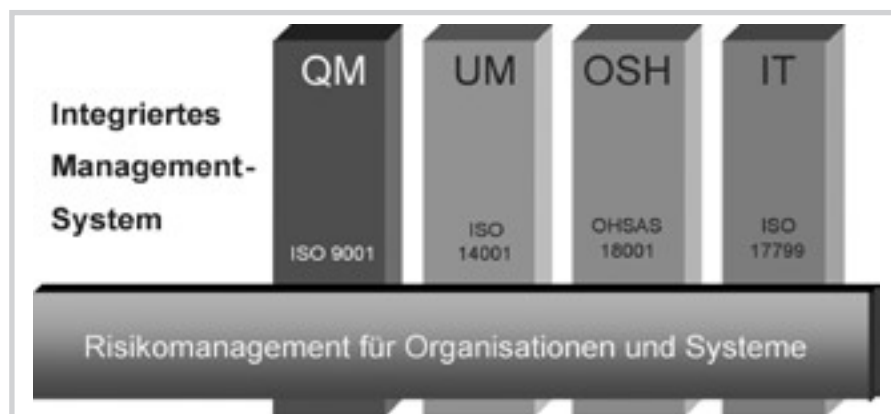 QM
UM
OSH
IT
Integriertes
Management-
System
ISO 9001
ISO
14001
OHSAS
18001
ISO
17799
Risikomanagement für Organisationen und Systeme